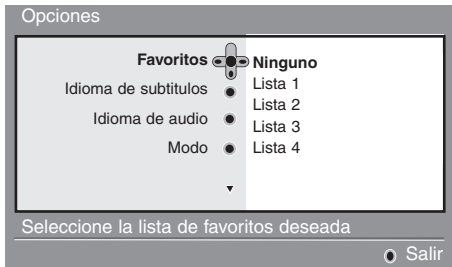 Opciones
Favoritos
Idioma de subtitulos
Idioma de audio
Modo
Ninguno
Lista 1
Lista 2
Lista 3
Lista 4
Seleccione la lista de favoritos deseada
Salir